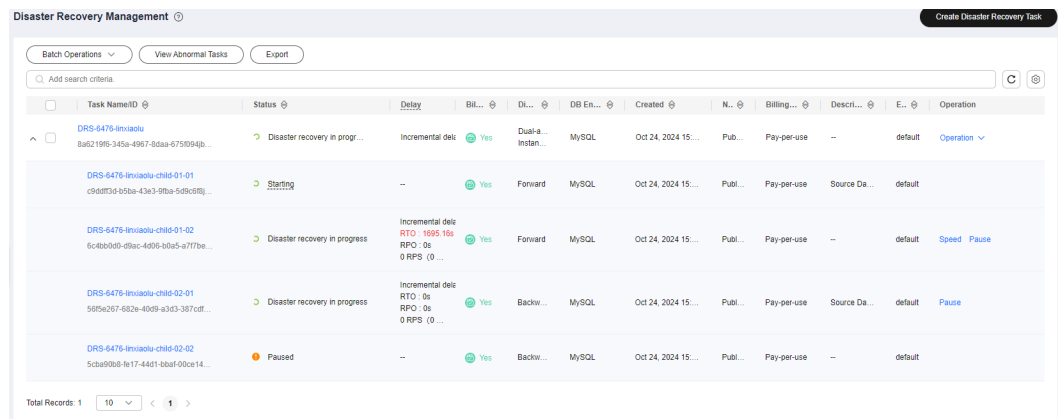 Disaster Recovery Management
Create Disaster Recovery Task
Batch Operations
View Abnormal Tasks
Export
Add search criteria.
Task Name/ID Status Delay Bil... Di... DB En... Created N... Billing... Descri... E... Operation
DRS-6476-linxiaolu
8a6219f6-345a-4967-8daa-675f094jb...
Disaster recovery in progr... Incremental dela Yes Dual-a...
Instan...
MySQL Oct 24, 2024 15:... Pub... Pay-per-use -- default Operation
DRS-6476-linxiaolu-child-01-01
c9ddff3d-b5ba-43e3-9fba-5d9c6f8j...
Starting -- Yes Forward MySQL Oct 24, 2024 15:... Publ... Pay-per-use Source Da... default
DRS-6476-linxiaolu-child-01-02
6c4bb0d0-d9ac-4d06-b0a5-a7f7be...
Disaster recovery in progress
Incremental dela
RTO : 1695.16s
RPO : 0s
0 RPS (0 ...
Yes Forward MySQL Oct 24, 2024 15:... Publ... Pay-per-use -- default Speed Pause
DRS-6476-linxiaolu-child-02-01
56f5e267-682e-40d9-a3d3-387cdf...
Disaster recovery in progress
Incremental dela
RTO : 0s
RPO : 0s
0 RPS (0 ...
Yes Backw... MySQL Oct 24, 2024 15:... Publ... Pay-per-use Source Da... default Pause
DRS-6476-linxiaolu-child-02-02
5cba90b8-fe17-44d1-bbaf-00ce14...
Paused -- Yes Backw... MySQL Oct 24, 2024 15:... Publ... Pay-per-use -- default
Total Records: 1 10 < 1 >